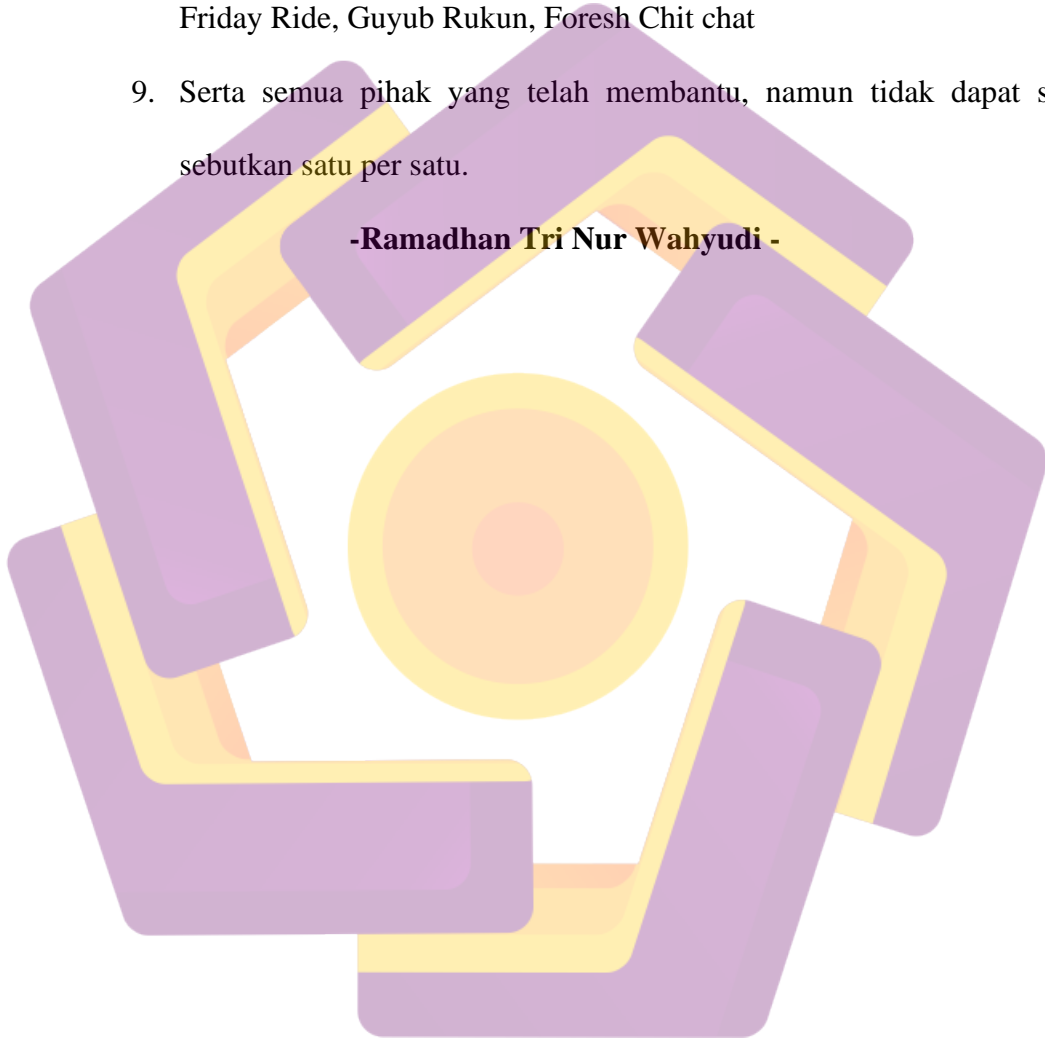 Friday Ride, Guyub Rukun, Foresh Chit chat
9. Serta semua pihak yang telah membantu, namun tidak dapat s
sebutkan satu per satu.
-Ramadhan Tri Nur Wahyudi -